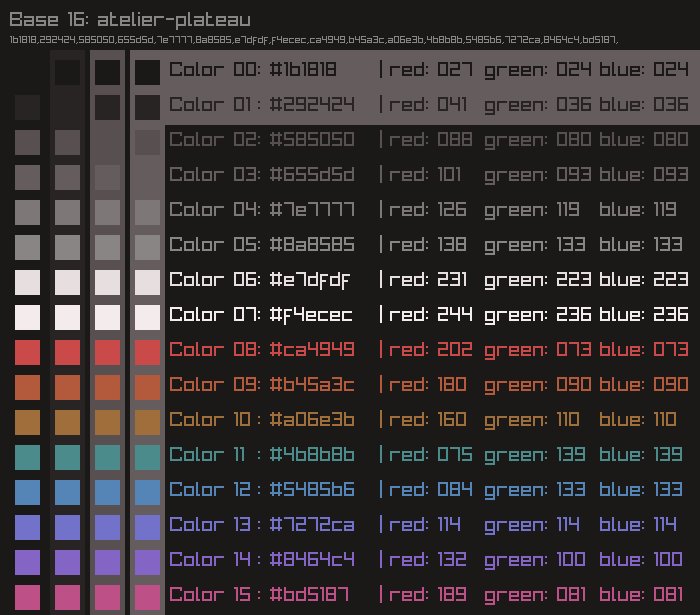 Base 16: atelier-plateau
1b1818,292424,585050,655d5d,7e7777,8a8585,e7dfdf,f4ecec,ca4949,b45a3c,a06e3b,4b8b8b,5485b6,7272ca,8464c4,bd5187,
Color 00: #1b1818 | red: 027 green: 024 blue: 024
Color 01 : #292424 | red: 041 green: 036 blue: 036
Color 02: #585050 | red: 088 green: 080 blue: 080
Color 03: #655d5d | red: 101 green: 093 blue: 093
Color 04: #7e7777 | red: 126 green: 119 blue: 119
Color 05: #8a8585 | red: 138 green: 133 blue: 133
Color 06: #e7dfdf | red: 231 green: 223 blue: 223
Color 07: #f4ecec | red: 244 green: 236 blue: 236
Color 08: #ca4949 | red: 202 green: 073 blue: 073
Color 09: #b45a3c | red: 180 green: 090 blue: 090
Color 10 : #a06e3b | red: 160 green: 110 blue: 110
Color 11 : #4b8b8b | red: 075 green: 139 blue: 139
Color 12 : #5485b6 | red: 084 green: 133 blue: 133
Color 13 : #7272ca | red: 114 green: 114 blue: 114
Color 14 : #8464c4 | red: 132 green: 100 blue: 100
Color 15 : #bd5187 | red: 189 green: 081 blue: 081